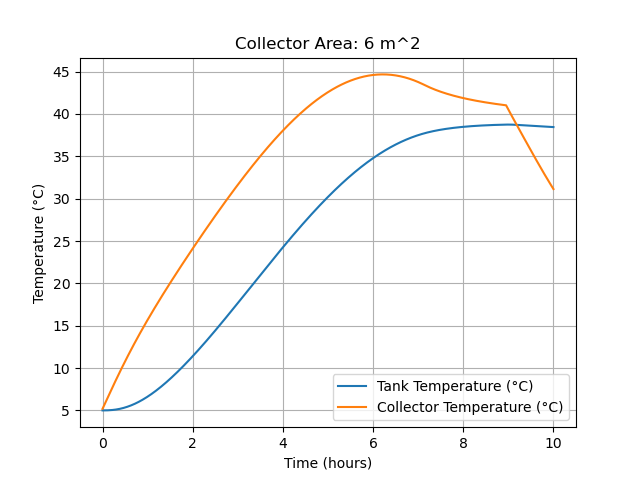 Collector Area: 6 m^2
45
40
35
30
25
20
15
10
5
Temperature (°C)
0 2 4 6 8 10
Time (hours)
Tank Temperature (°C)
Collector Temperature (°C)